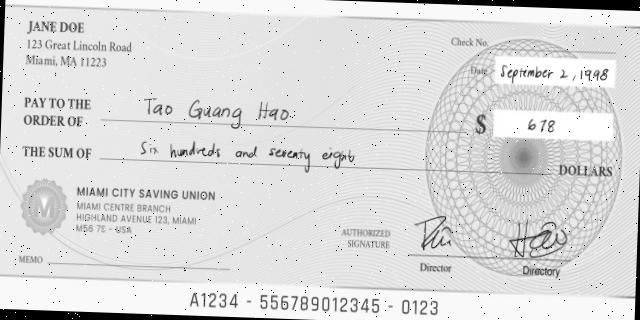 JANE DOE
123 Great Lincoln Road
Miami, MA 11223
Check No.
Date September 2, 1998
PAY TO THE
ORDER OF Tao Guang Hao
$ 678
THE SUM OF Six hundreds and seventy eights DOLLARS
M
MIAMI CITY SAVING UNION
MIAMI CENTRE BRANCH
HIGHLAND AVENUE 123, MIAMI
M56 7S - USA
AUTHORIZED
SIGNATURE
MEMO
Director
Directory
A1234 - 556789012345 - 0123